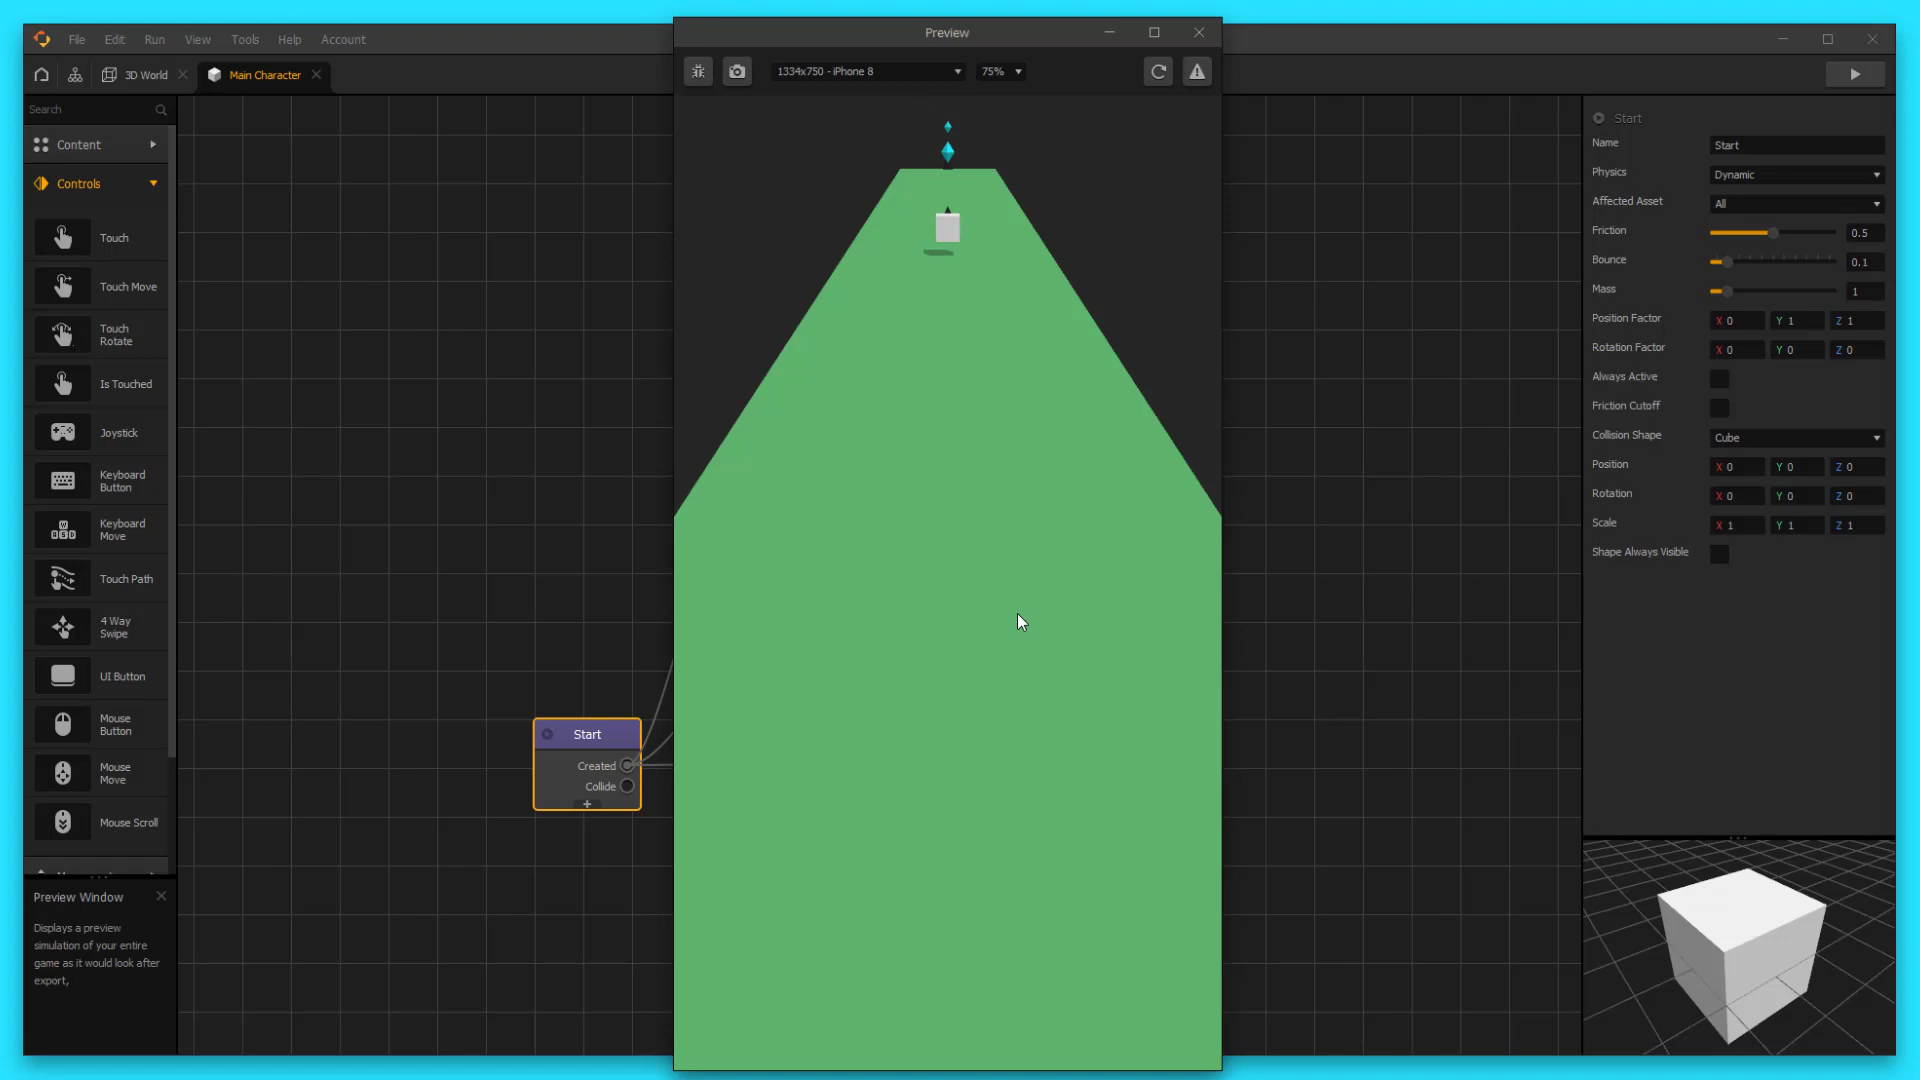 Preview
File Edit Run View Tools Help Account
3D World
Main Character
1334x750 - iPhone 8
75%
Search
Content
Controls
Touch
Touch Move
Touch
Rotate
Is Touched
Joystick
Keyboard
Button
Keyboard
Move
Touch Path
4 Way
Swipe
UI Button
Mouse
Button
Mouse
Move
Mouse Scroll
Preview Window
Displays a preview
simulation of your entire
game as it would look after
export,
Start
Created
Collide
+
Start
Name Start
Physics Dynamic
Affected Asset All
Friction 0.5
Bounce 0.1
Mass 1
Position Factor X 0 Y 1 Z 1
Rotation Factor X 0 Y 0 Z 0
Always Active
Friction Cutoff
Collision Shape Cube
Position X 0 Y 0 Z 0
Rotation X 0 Y 0 Z 0
Scale X 1 Y 1 Z 1
Shape Always Visible